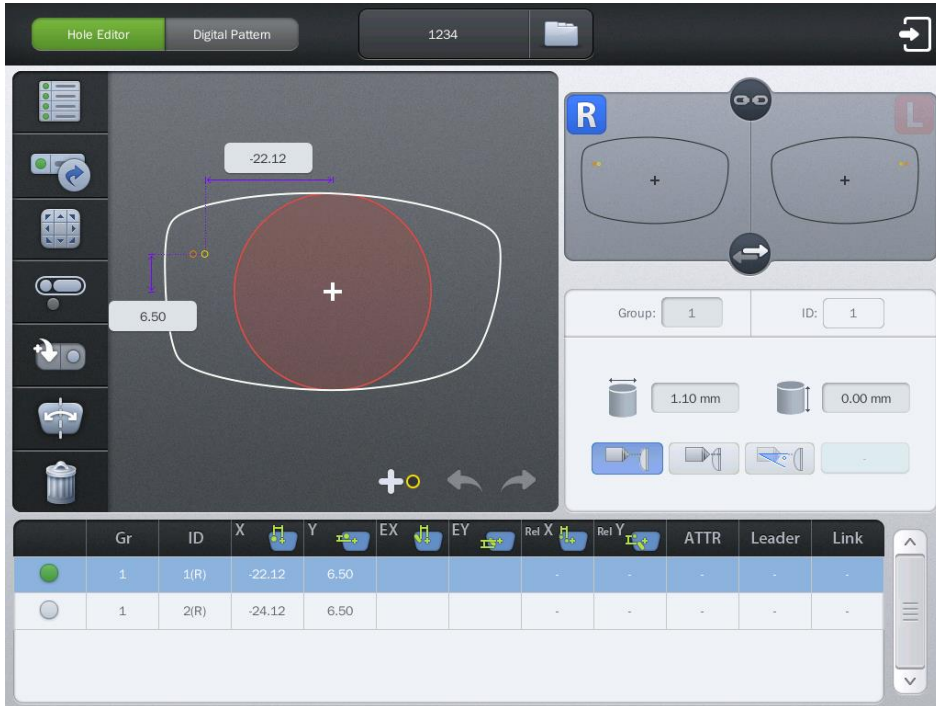 Hole Editor Digital Pattern 1234
R L
-22.12
6.50
Group: 1 ID: 1
1.10 mm 0.00 mm
-
Gr ID X Y EX EY Rel X Rel Y ATTR Leader Link
1 1(R) -22.12 6.50 - - - - -
1 2(R) -24.12 6.50 - - - - -